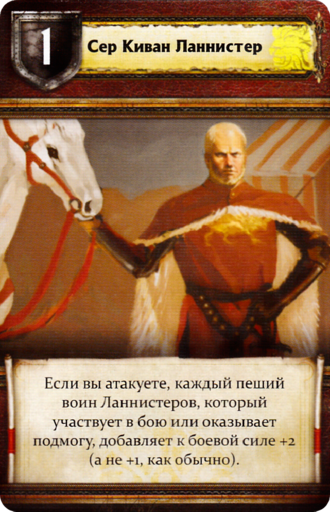 1
Сер Киван Ланнистер
Если вы атакуете, каждый пеший
воин Ланнистеров, который
участвует в бою или оказывает
подмогу, добавляет к боевой силе +2
(а не +1, как обычно).